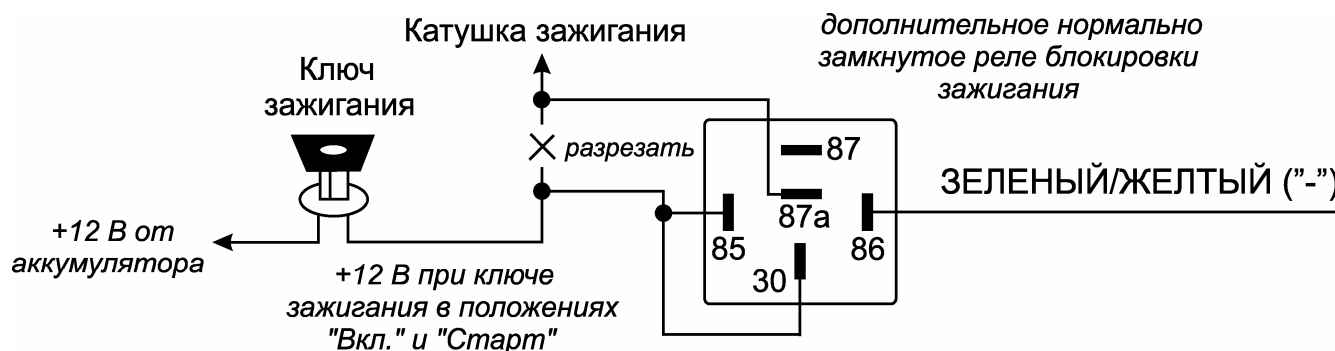 Катушка зажигания
дополнительное нормально
замкнутое реле блокировки
зажигания
Ключ
зажигания
разрезать
87
87a
85
86
30
ЗЕЛЕНЫЙ/ЖЕЛТЫЙ ("-")
+12 В от
аккумулятора
+12 В при ключе
зажигания в положениях
"Вкл." и "Старт"